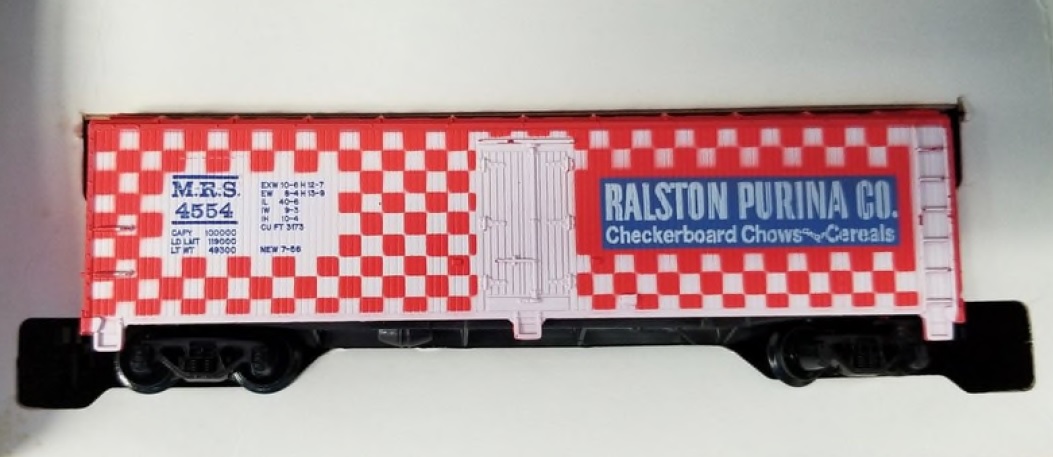 M.R.S.
4554
CAPY 100000
LD LMT 119000
LT WT 49300
EXW 10-6 H 12-7
EW 8-4 H 13-9
IL 40-6
IW 9-3
IH 10-4
CU FT 3173
NEW 7-56
RALSTON PURINA CO.
Checkerboard Chows Cereals